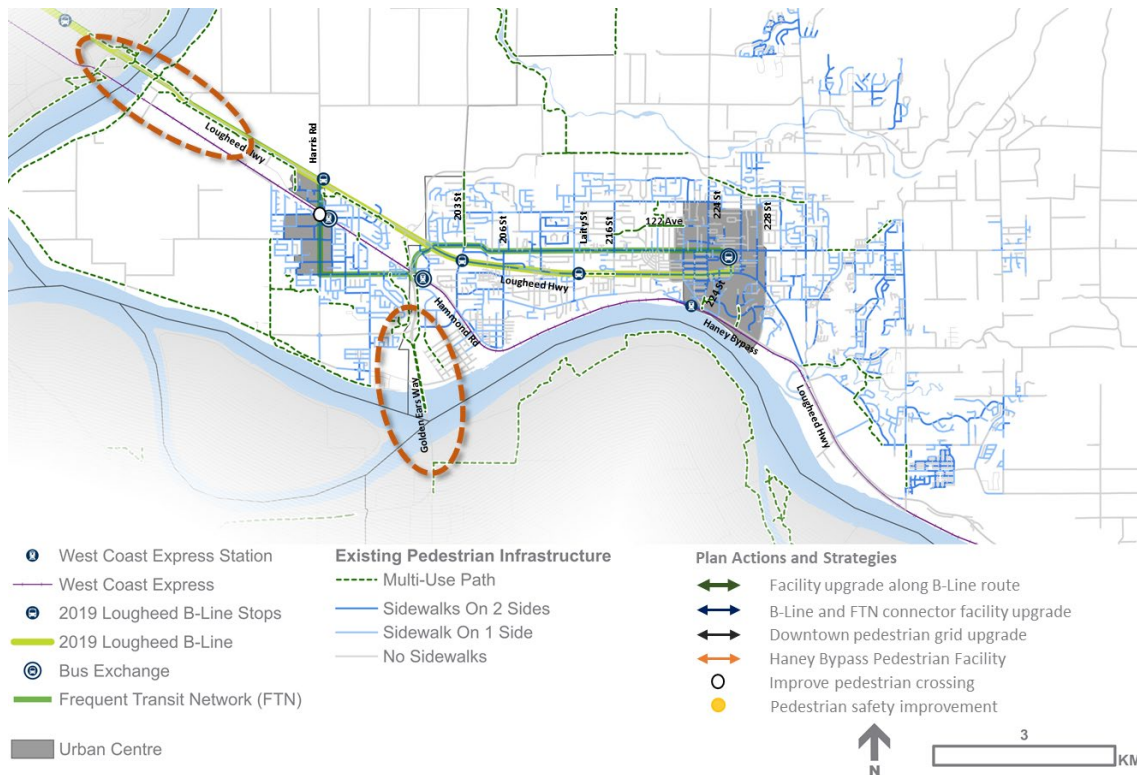 Lougheed Hwy
Harris Rd
203 St
206 St
Laity St
216 St
122 Ave
224 St
228 St
Lougheed Hwy
224 St
Hammond Rd
Haney Bypass
Golden Ears Way
Lougheed Hwy
West Coast Express Station
West Coast Express
2019 Lougheed B-Line Stops
2019 Lougheed B-Line
Bus Exchange
Frequent Transit Network (FTN)
Urban Centre
Existing Pedestrian Infrastructure
Multi-Use Path
Sidewalks On 2 Sides
Sidewalk On 1 Side
No Sidewalks
Plan Actions and Strategies
Facility upgrade along B-Line route
B-Line and FTN connector facility upgrade
Downtown pedestrian grid upgrade
Haney Bypass Pedestrian Facility
Improve pedestrian crossing
Pedestrian safety improvement
N
3
KM